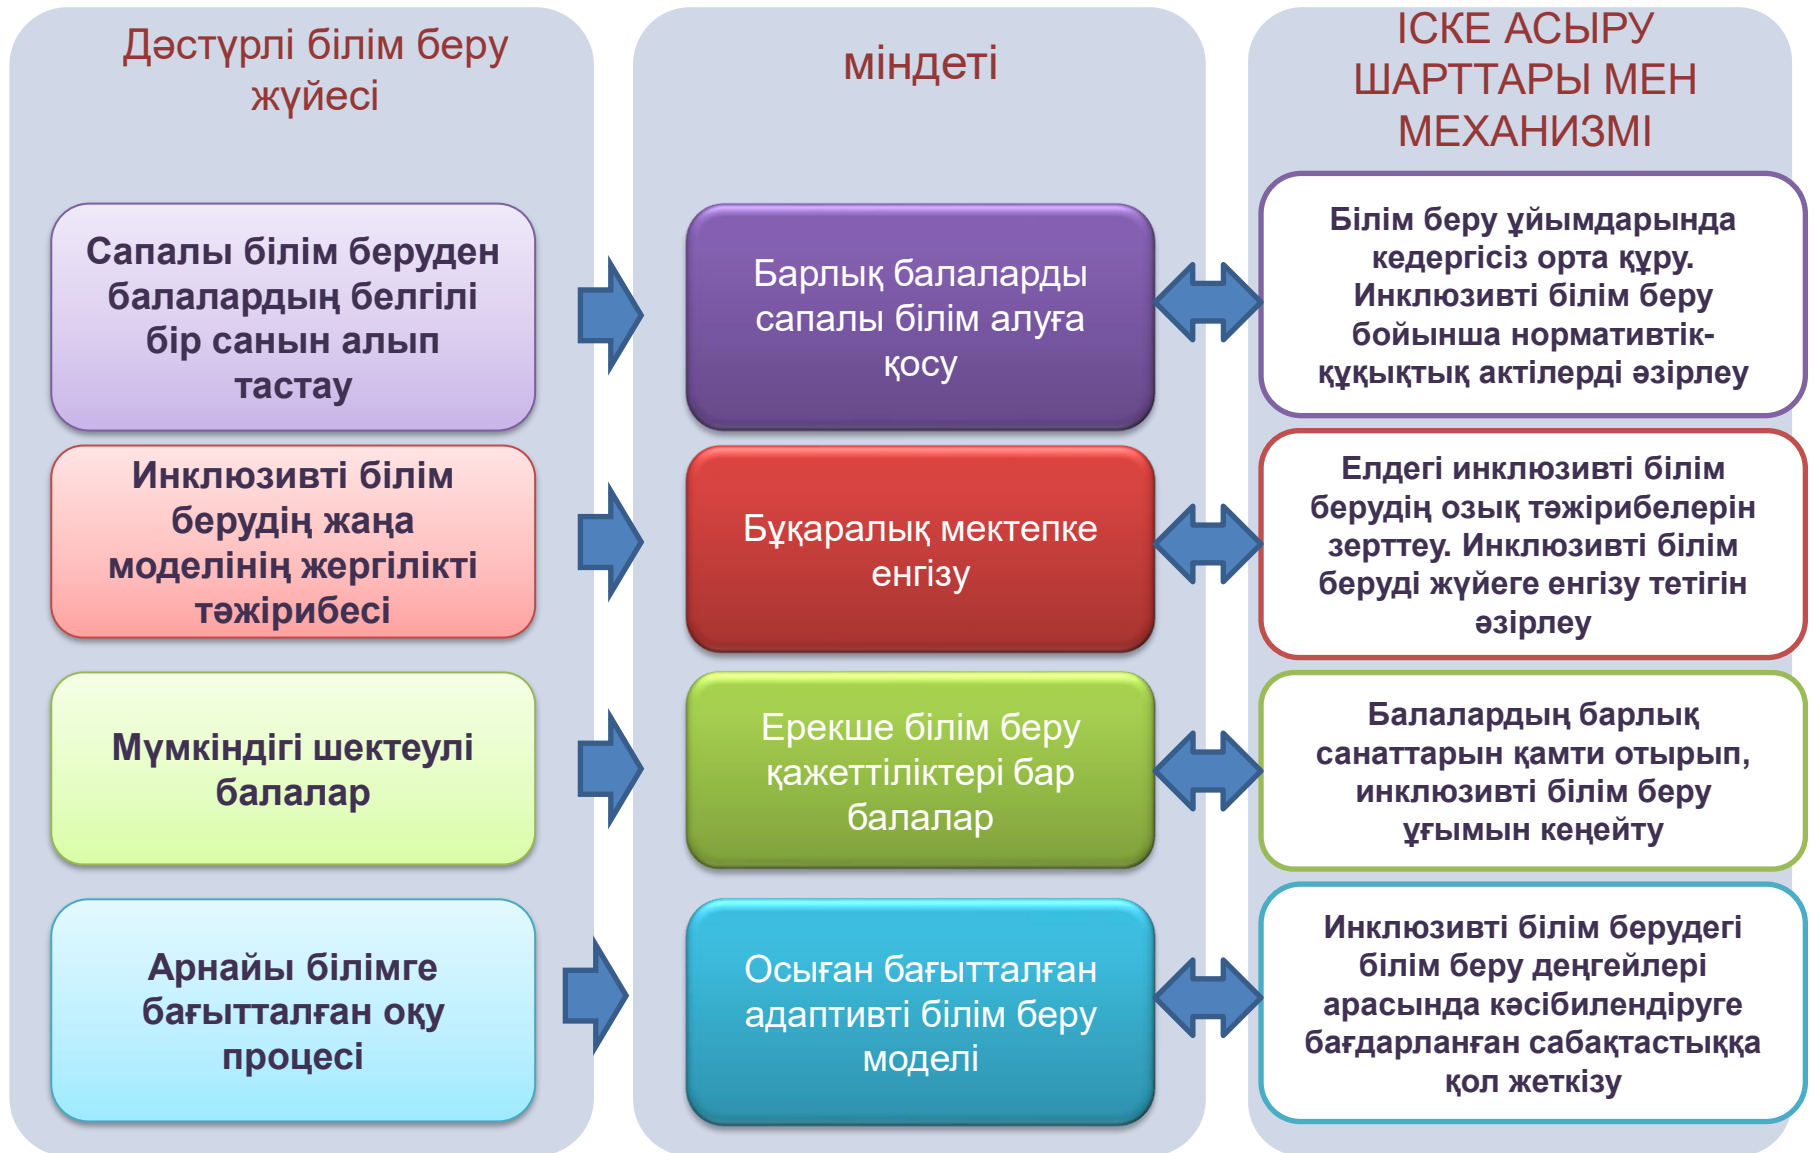 Дәстүрлі білім беру
жүйесі
Сапалы білім беруден
балалардың белгілі
бір санын алып
тастау
Инклюзивті білім
берудің жаңа
моделінің жергілікті
тәжірибесі
Мүмкіндігі шектеулі
балалар
Арнайы білімге
бағытталған оқу
процесі
міндеті
Барлық балаларды
сапалы білім алуға
қосу
Бұқаралық мектепке
енгізу
Ерекше білім беру
қажеттіліктері бар
балалар
Осыған бағытталған
адаптивті білім беру
моделі
ІСКЕ АСЫРУ
ШАРТТАРЫ МЕН
МЕХАНИЗМІ
Білім беру ұйымдарында
кедергісіз орта құру.
Инклюзивті білім беру
бойынша нормативтік-
құқықтық актілерді әзірлеу
Елдегі инклюзивті білім
берудің озық тәжірибелерін
зерттеу. Инклюзивті білім
беруді жүйеге енгізу тетігін
әзірлеу
Балалардың барлық
санаттарын қамти отырып,
инклюзивті білім беру
ұғымын кеңейту
Инклюзивті білім берудегі
білім беру деңгейлері
арасында кәсібилендіруге
бағдарланған сабақтастыққа
қол жеткізу